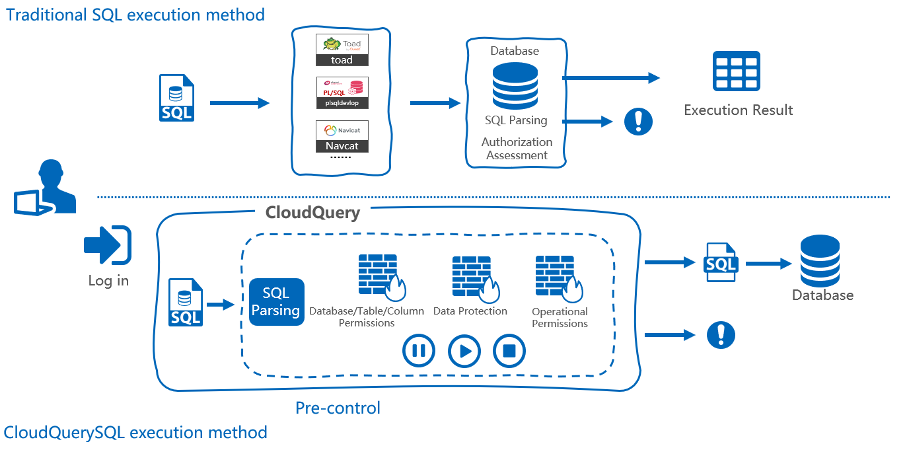 Traditional SQL execution method
Toad
toad
PL/SQL
plsqldevlop
Navicat
Navcat
......
SQL
Database
SQL Parsing
Authorization
Assessment
Execution Result
CloudQuery
Log in
SQL
SQL
Parsing
Database/Table/Column
Permissions
Data Protection
Operational
Permissions
SQL
Database
Pre-control
CloudQuerySQL execution method